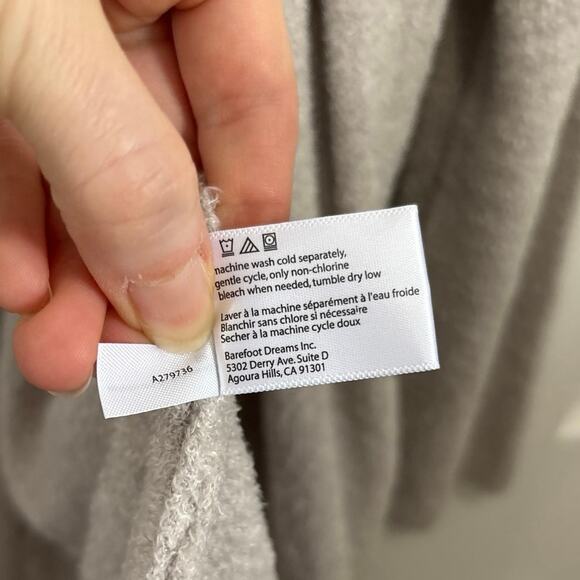 machine wash cold separately,
gentle cycle, only non-chlorine
bleach when needed, tumble dry low
Laver à la machine séparément à l'eau froide
Blanchir sans chlore si nécessaire
Secher à la machine cycle doux
Barefoot Dreams Inc.
5302 Derry Ave. Suite D
Agoura Hills, CA 91301
A279736